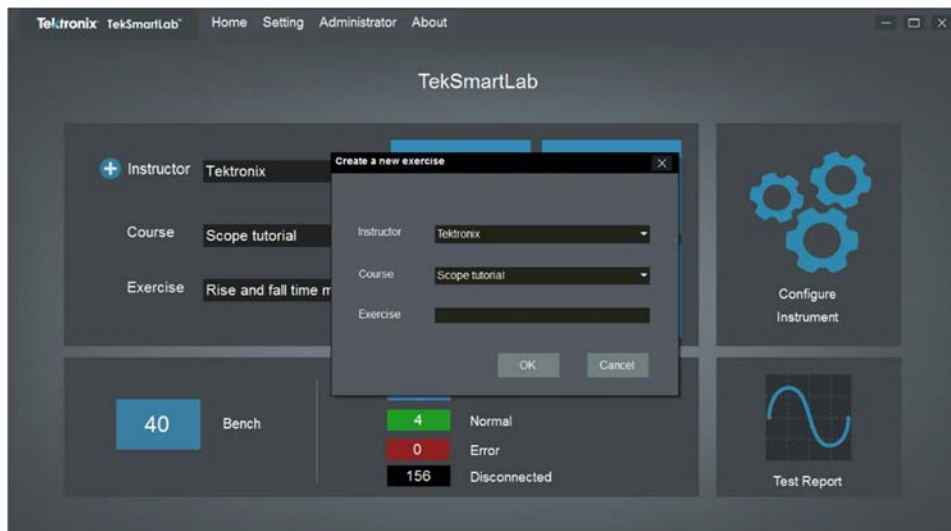 Tektronix TekSmartLab™ Home Setting Administrator About
TekSmartLab
Instructor Tektronix
Course Scope tutorial
Exercise Rise and fall time m
Create a new exercise
Instructor Tektronix
Course Scope tutorial
Exercise
OK Cancel
Configure
Instrument
40 Bench
4 Normal
0 Error
156 Disconnected
Test Report